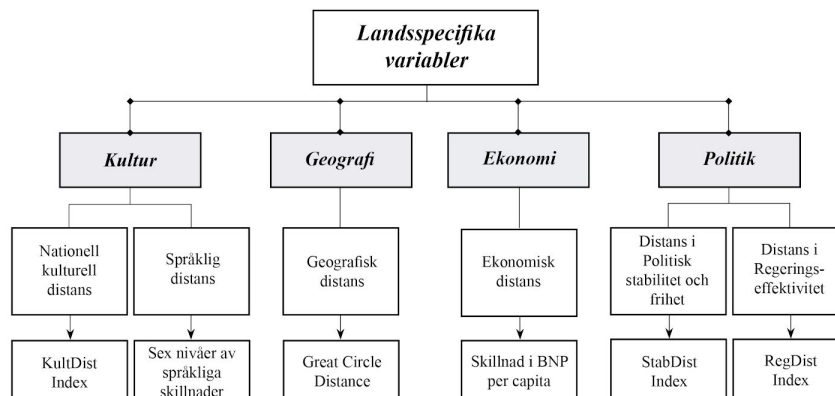 Landsspecifika
variabler
Kultur
Geografi
Ekonomi
Politik
Nationell
kulturell
distans
Språklig
distans
Geografisk
distans
Ekonomisk
distans
Distans i
Politisk
stabilitet och
frihet
Distans i
Regerings-
effektivitet
KultDist
Index
Sex nivåer av
språkliga
skillnader
Great Circle
Distance
Skillnad i BNP
per capita
StabDist
Index
RegDist
Index